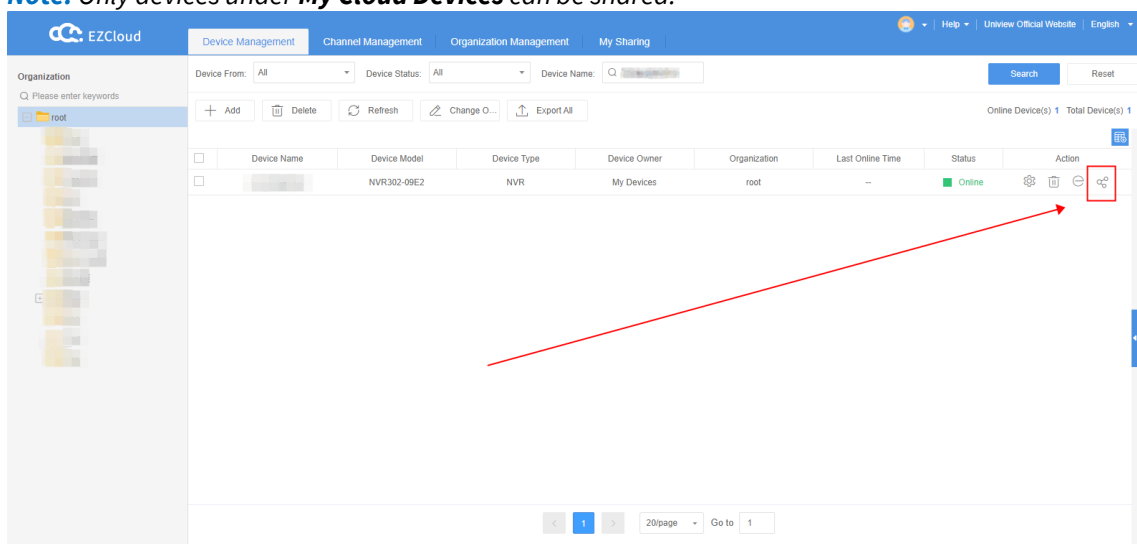 Note: Only devices under My Cloud Devices can be shared.
EZCloud
Device Management Channel Management Organization Management My Sharing
Help Uniview Official Website English
Organization
Please enter keywords
root
Device From: All Device Status: All Device Name: Search Reset
Add Delete Refresh Change O... Export All Online Device(s) 1 Total Device(s) 1
Device Name Device Model Device Type Device Owner Organization Last Online Time Status Action
NVR302-09E2 NVR My Devices root -- Online
< 1 > 20/page Go to 1